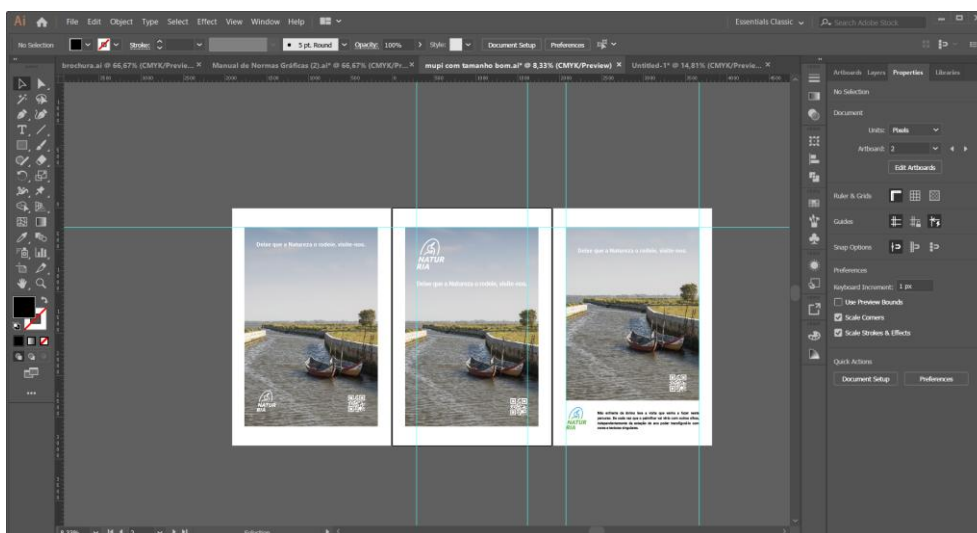 Ai File Edit Object Type Select Effect View Window Help Essentials Classic Search Adobe Stock
No Selection Stroke: 5 pt. Round Opacity: 100% Style: Document Setup Preferences
brochura.ai @ 66,67% (CMYK/Previe... × Manual de Normas Gráficas (2).ai* @ 66,67% (CMYK/Pr... × mupi com tamanho bom.ai* @ 8,33% (CMYK/Preview) × Untitled-1* @ 14,81% (CMYK/Previe... ×
Artboards Layers Properties Libraries
No Selection
Document
Units: Pixels
Artboard: 2
Edit Artboards
Ruler & Grids
Guides
Snap Options
Preferences
Keyboard Increment: 1 px
Use Preview Bounds
Scale Corners
Scale Strokes & Effects
Quick Actions
Document Setup Preferences
Deixe que a Natureza o rodeie, visite-nos.
NATUR
RIA
NATUR
RIA
Deixe que a Natureza o rodeie, visite-nos.
Deixe que a Natureza o rodeie, visite-nos.
NATUR
RIA
8,33% 2 Selection